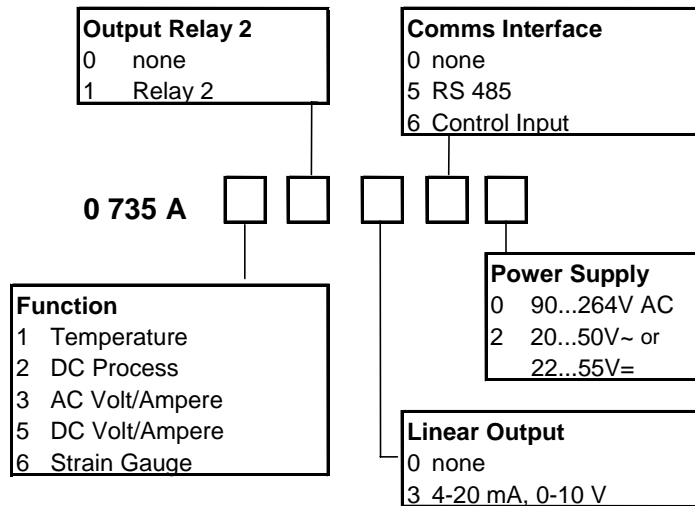 Output Relay 2
0 none
1 Relay 2
Comms Interface
0 none
5 RS 485
6 Control Input
0 735 A
Function
1 Temperature
2 DC Process
3 AC Volt/Ampere
5 DC Volt/Ampere
6 Strain Gauge
Power Supply
0 90...264V AC
2 20...50V~ or
22...55V=
Linear Output
0 none
3 4-20 mA, 0-10 V